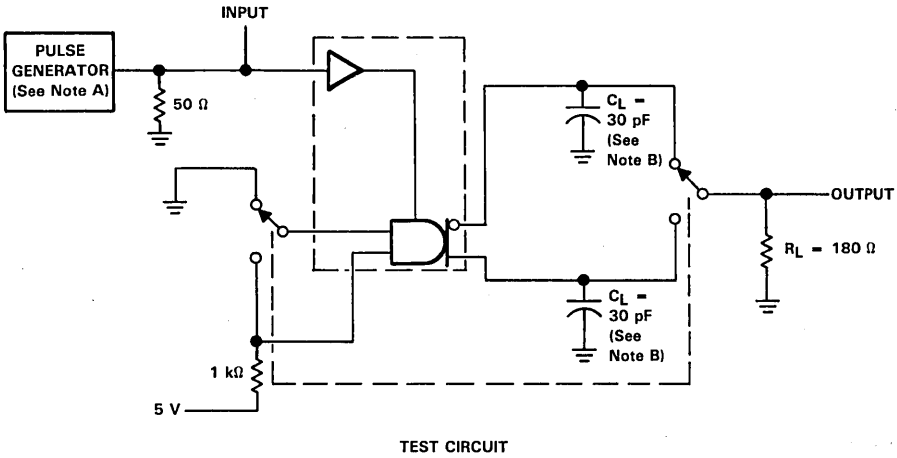 INPUT
PULSE
GENERATOR
(See Note A)
50 Ω
CL =
30 pF
(See
Note B)
OUTPUT
RL = 180 Ω
CL =
30 pF
(See
Note B)
1 kΩ
5 V
TEST CIRCUIT